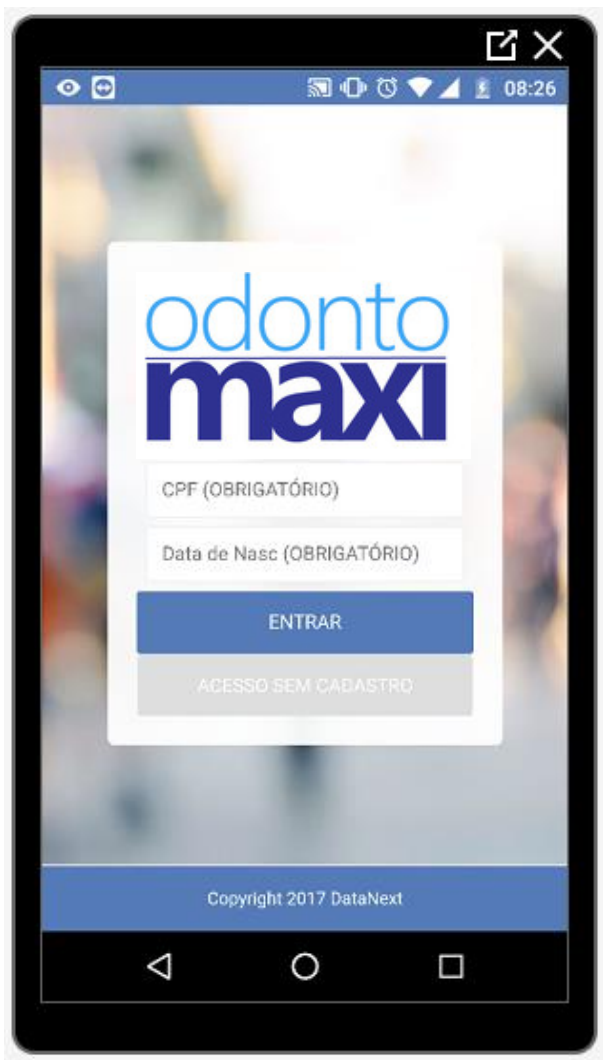 08:26
odonto
maxi
CPF (OBRIGATÓRIO)
Data de Nasc (OBRIGATÓRIO)
ENTRAR
ACESSO SEM CADASTRO
Copyright 2017 DataNext